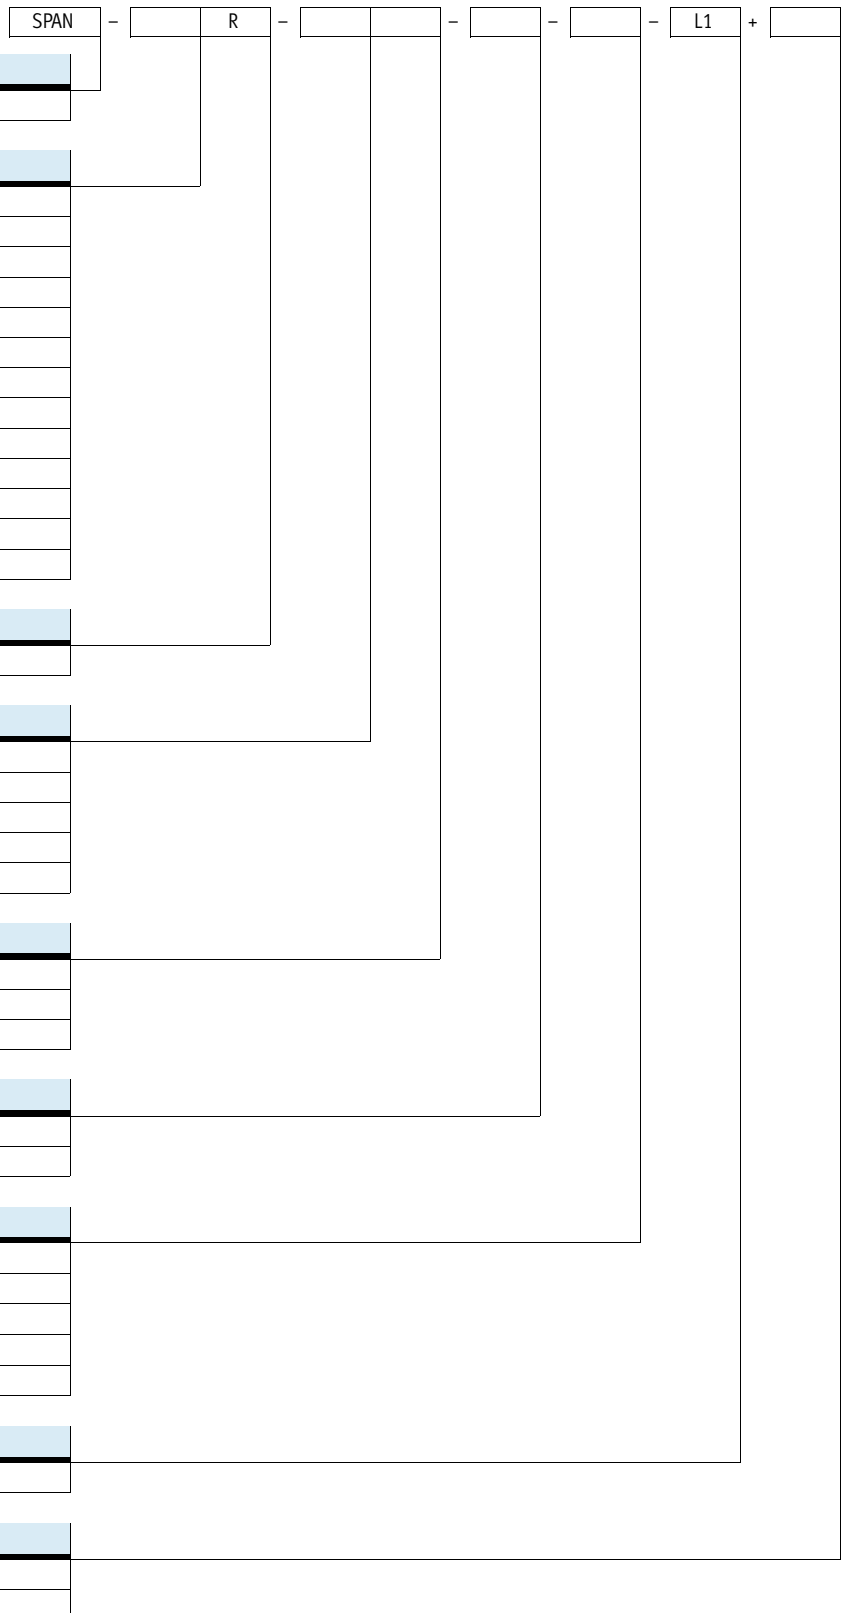 SPAN – R – – – – L1 +